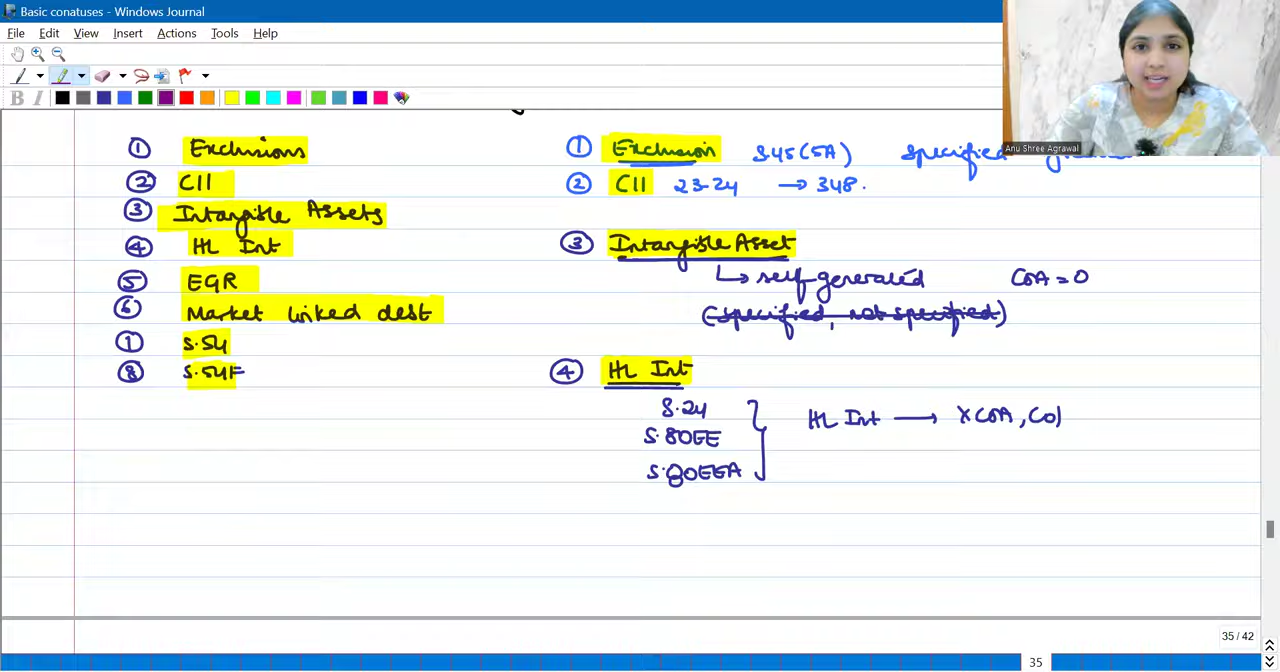 Basic conatuses - Windows Journal
File Edit View Insert Actions Tools Help
B I
Anu Shree Agrawal
① Exclusions
② CII
③ Intangible Assets
④ HL Int
⑤ EGR
⑥ Market linked debt
① S.54
⑧ S.54F
① Exclusion S.45(5A) specified
② CII 23-24 → 348.
③ Intangible Asset
↳ self generated COA = 0
(specified, not specified)
④ HL Int
S.24
S.80EE
S.80EEA
HL Int → X COA, COI
35 / 42
35